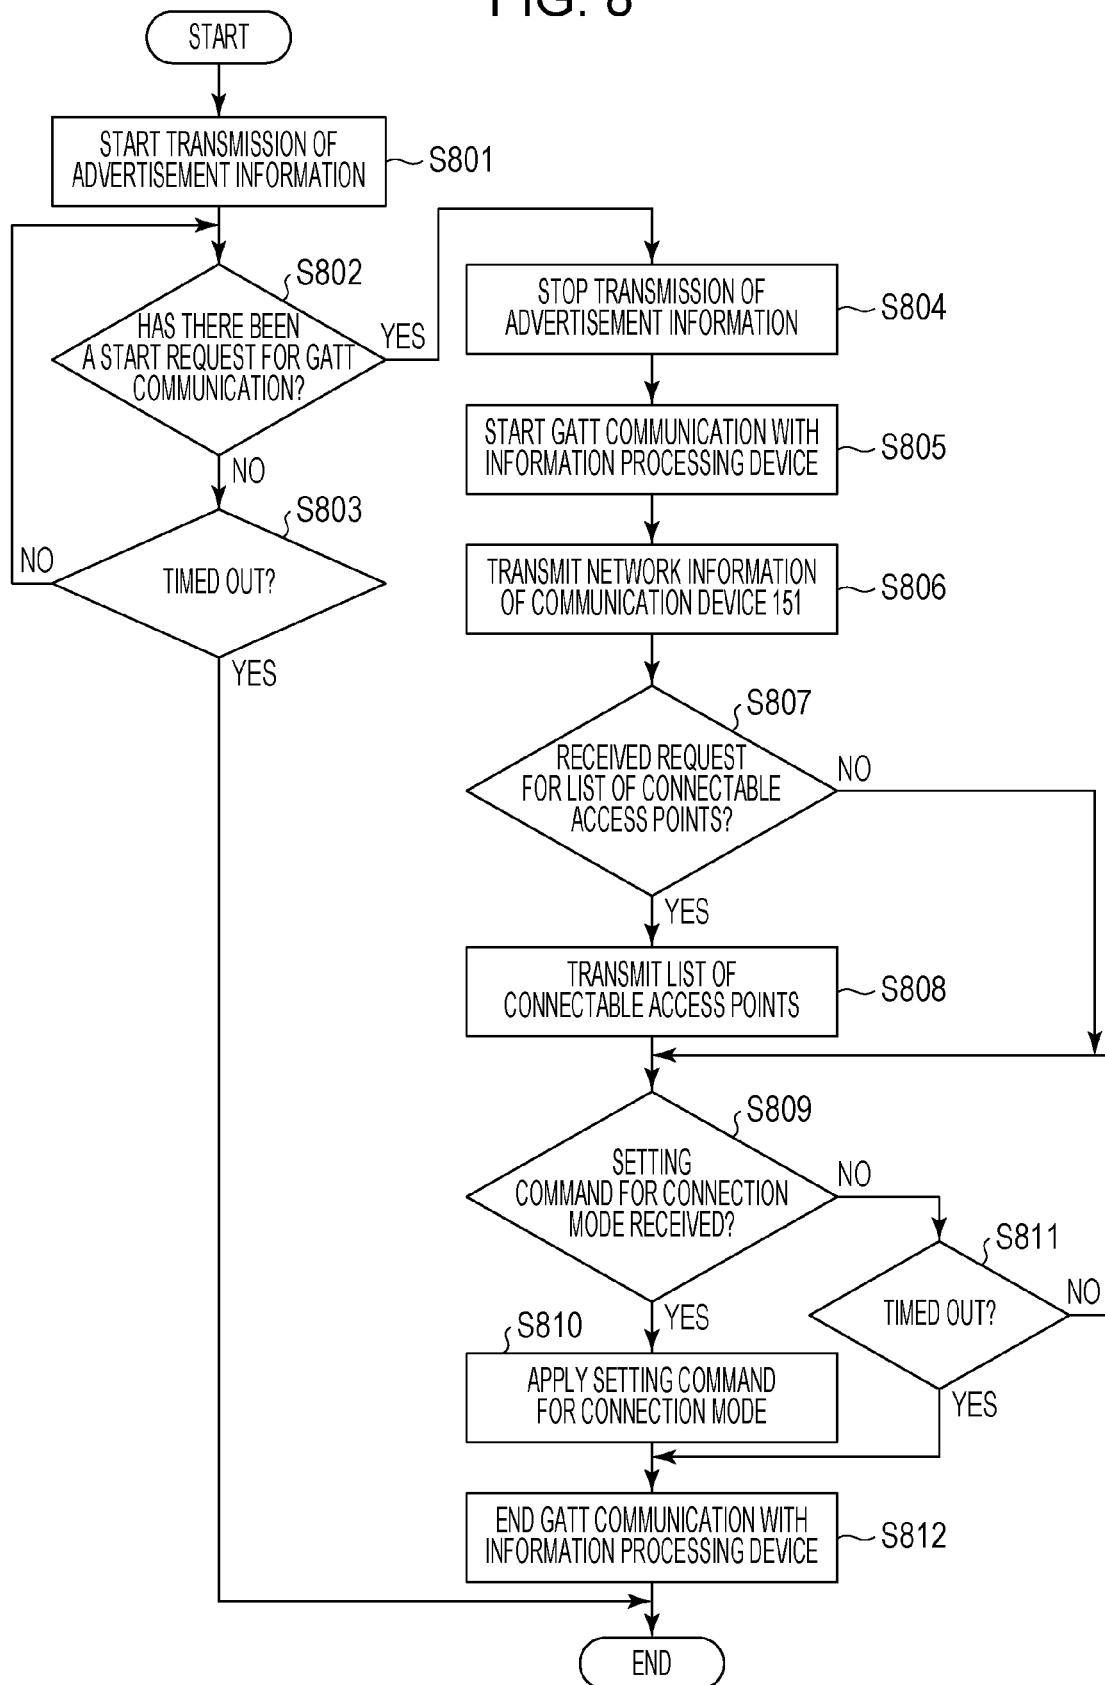 FIG. 8
START
START TRANSMISSION OF
ADVERTISEMENT INFORMATION
S801
S802
HAS THERE BEEN
A START REQUEST FOR GATT
COMMUNICATION?
YES
NO
S803
TIMED OUT?
NO
YES
STOP TRANSMISSION OF
ADVERTISEMENT INFORMATION
S804
START GATT COMMUNICATION WITH
INFORMATION PROCESSING DEVICE
S805
TRANSMIT NETWORK INFORMATION
OF COMMUNICATION DEVICE 151
S806
S807
RECEIVED REQUEST
FOR LIST OF CONNECTABLE
ACCESS POINTS?
NO
YES
TRANSMIT LIST OF
CONNECTABLE ACCESS POINTS
S808
S809
SETTING
COMMAND FOR CONNECTION
MODE RECEIVED?
NO
YES
S811
TIMED OUT?
NO
YES
S810
APPLY SETTING COMMAND
FOR CONNECTION MODE
END GATT COMMUNICATION WITH
INFORMATION PROCESSING DEVICE
S812
END